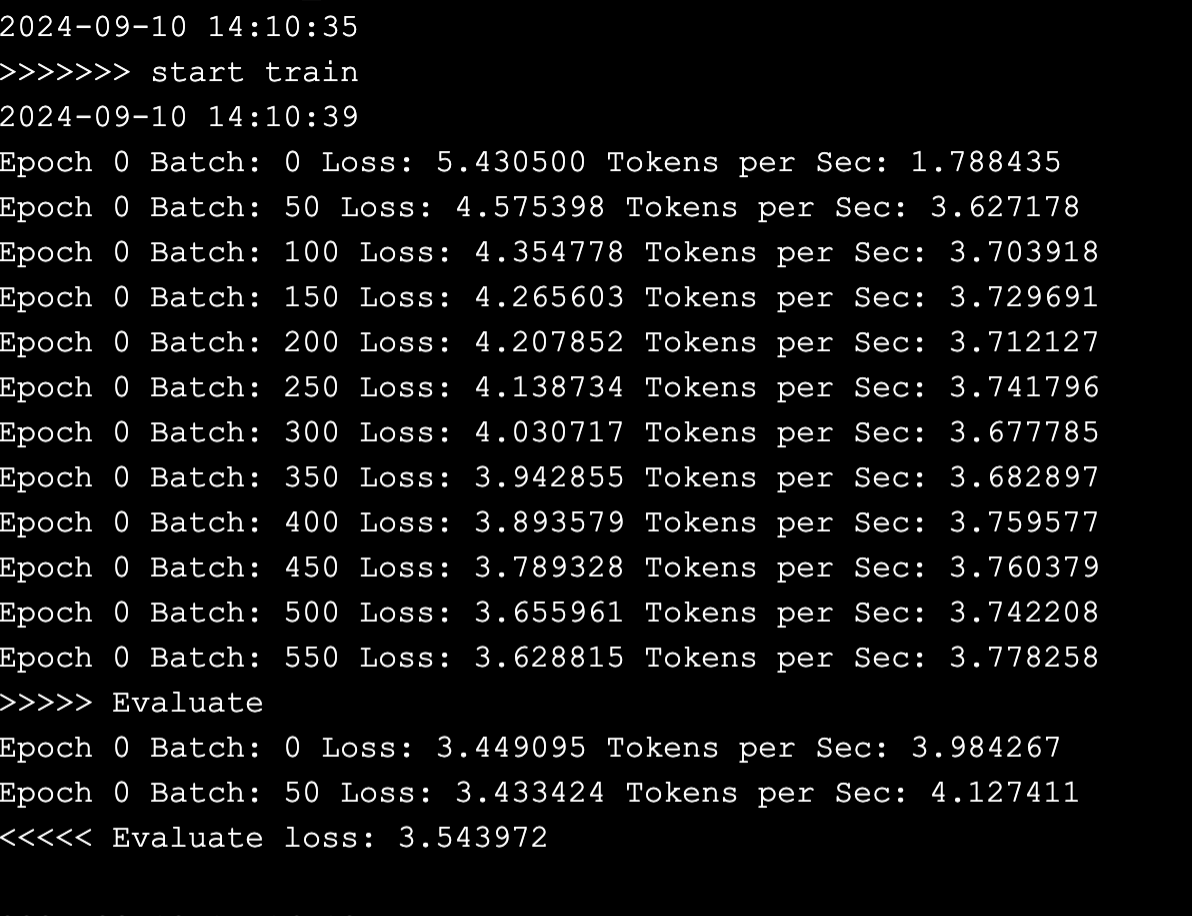 2024-09-10 14:10:35
>>>>>>> start train
2024-09-10 14:10:39
Epoch 0 Batch: 0 Loss: 5.430500 Tokens per Sec: 1.788435
Epoch 0 Batch: 50 Loss: 4.575398 Tokens per Sec: 3.627178
Epoch 0 Batch: 100 Loss: 4.354778 Tokens per Sec: 3.703918
Epoch 0 Batch: 150 Loss: 4.265603 Tokens per Sec: 3.729691
Epoch 0 Batch: 200 Loss: 4.207852 Tokens per Sec: 3.712127
Epoch 0 Batch: 250 Loss: 4.138734 Tokens per Sec: 3.741796
Epoch 0 Batch: 300 Loss: 4.030717 Tokens per Sec: 3.677785
Epoch 0 Batch: 350 Loss: 3.942855 Tokens per Sec: 3.682897
Epoch 0 Batch: 400 Loss: 3.893579 Tokens per Sec: 3.759577
Epoch 0 Batch: 450 Loss: 3.789328 Tokens per Sec: 3.760379
Epoch 0 Batch: 500 Loss: 3.655961 Tokens per Sec: 3.742208
Epoch 0 Batch: 550 Loss: 3.628815 Tokens per Sec: 3.778258
>>>>> Evaluate
Epoch 0 Batch: 0 Loss: 3.449095 Tokens per Sec: 3.984267
Epoch 0 Batch: 50 Loss: 3.433424 Tokens per Sec: 4.127411
<<<<< Evaluate loss: 3.543972